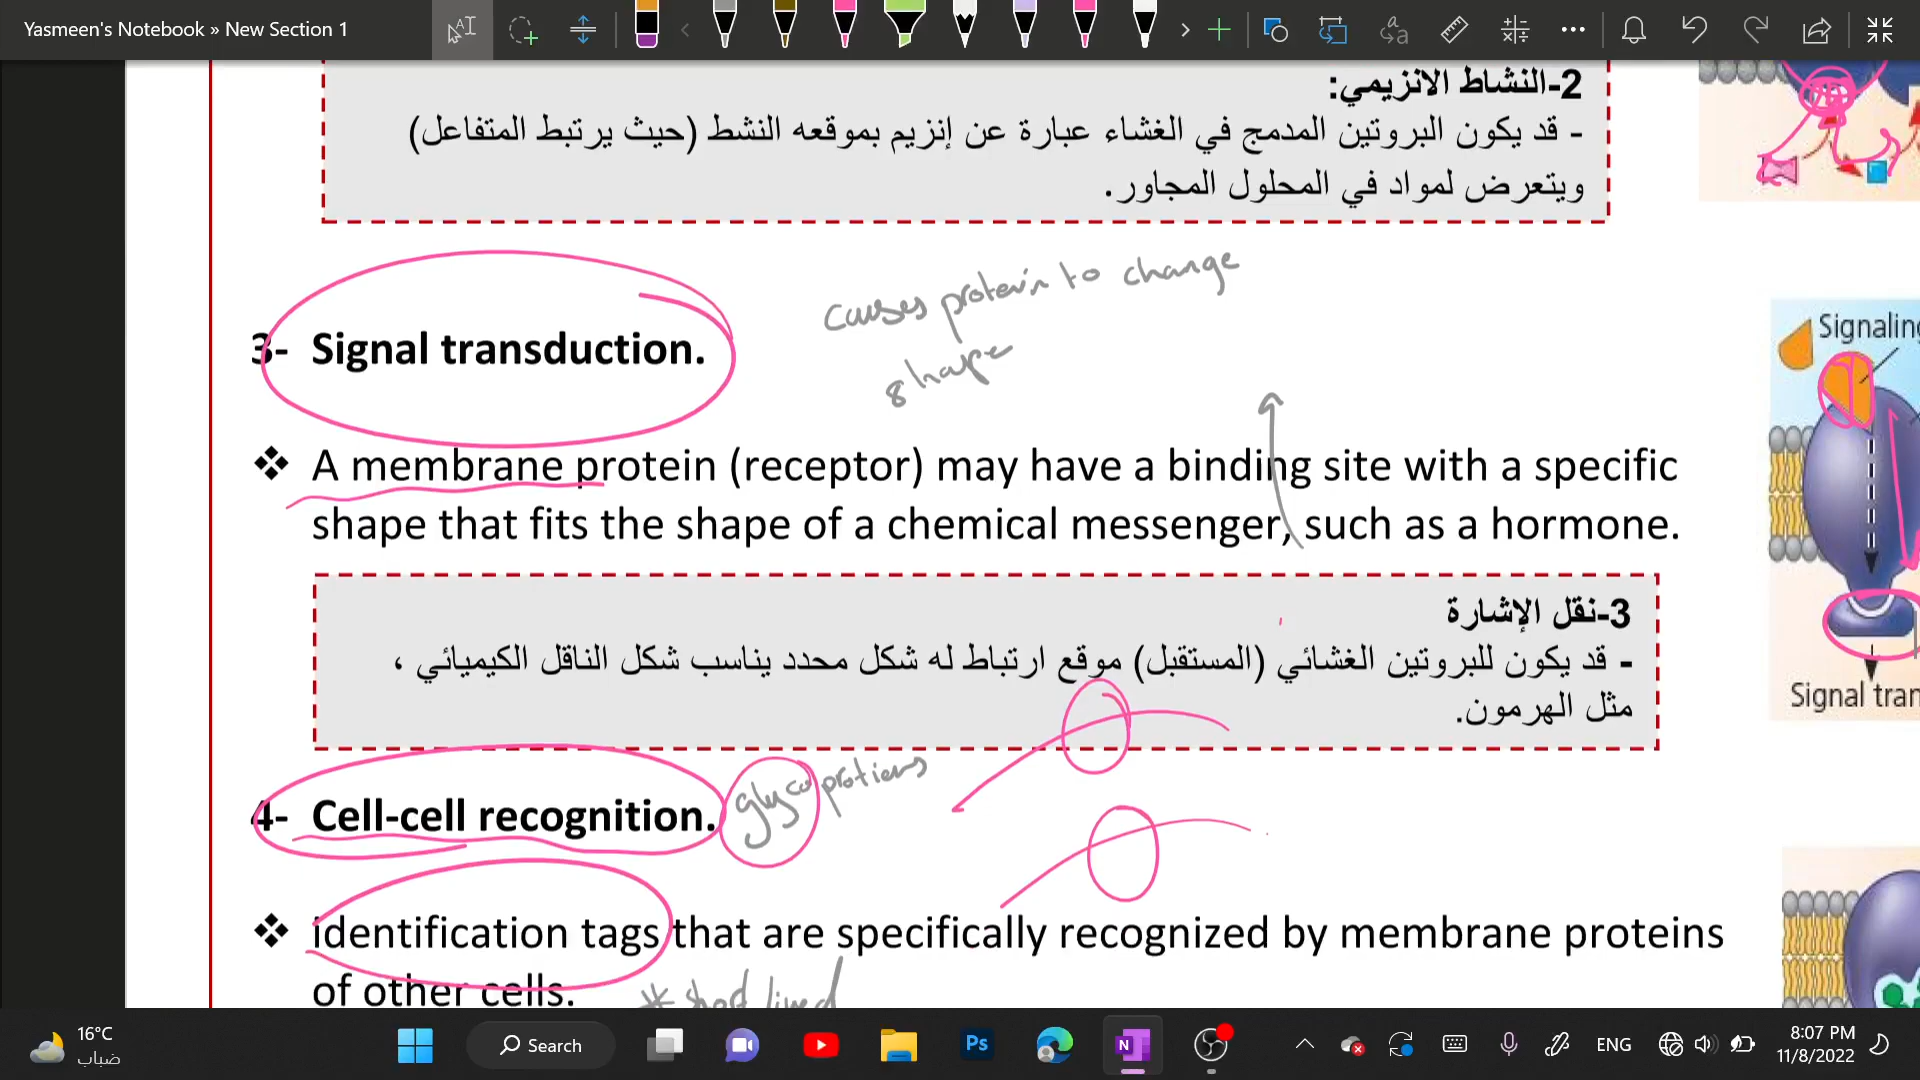 Yasmeen's Notebook » New Section 1
2-النشاط الانزيمي:
- قد يكون البروتين المدمج في الغشاء عبارة عن إنزيم بموقعه النشط (حيث يرتبط المتفاعل)
ويتعرض لمواد في المحلول المجاور.
causes protein to change
shape
3- Signal transduction.
Signaling
❖ A membrane protein (receptor) may have a binding site with a specific
shape that fits the shape of a chemical messenger, such as a hormone.
3-نقل الإشارة
- قد يكون للبروتين الغشائي (المستقبل) موقع ارتباط له شكل محدد يناسب شكل الناقل الكيميائي ،
مثل الهرمون.
Signal tran
4- Cell-cell recognition.
glycoprotiens
❖ identification tags that are specifically recognized by membrane proteins
of other cells.
* short lived
16°C
ضباب
Search
Ps
N
ENG
8:07 PM
11/8/2022